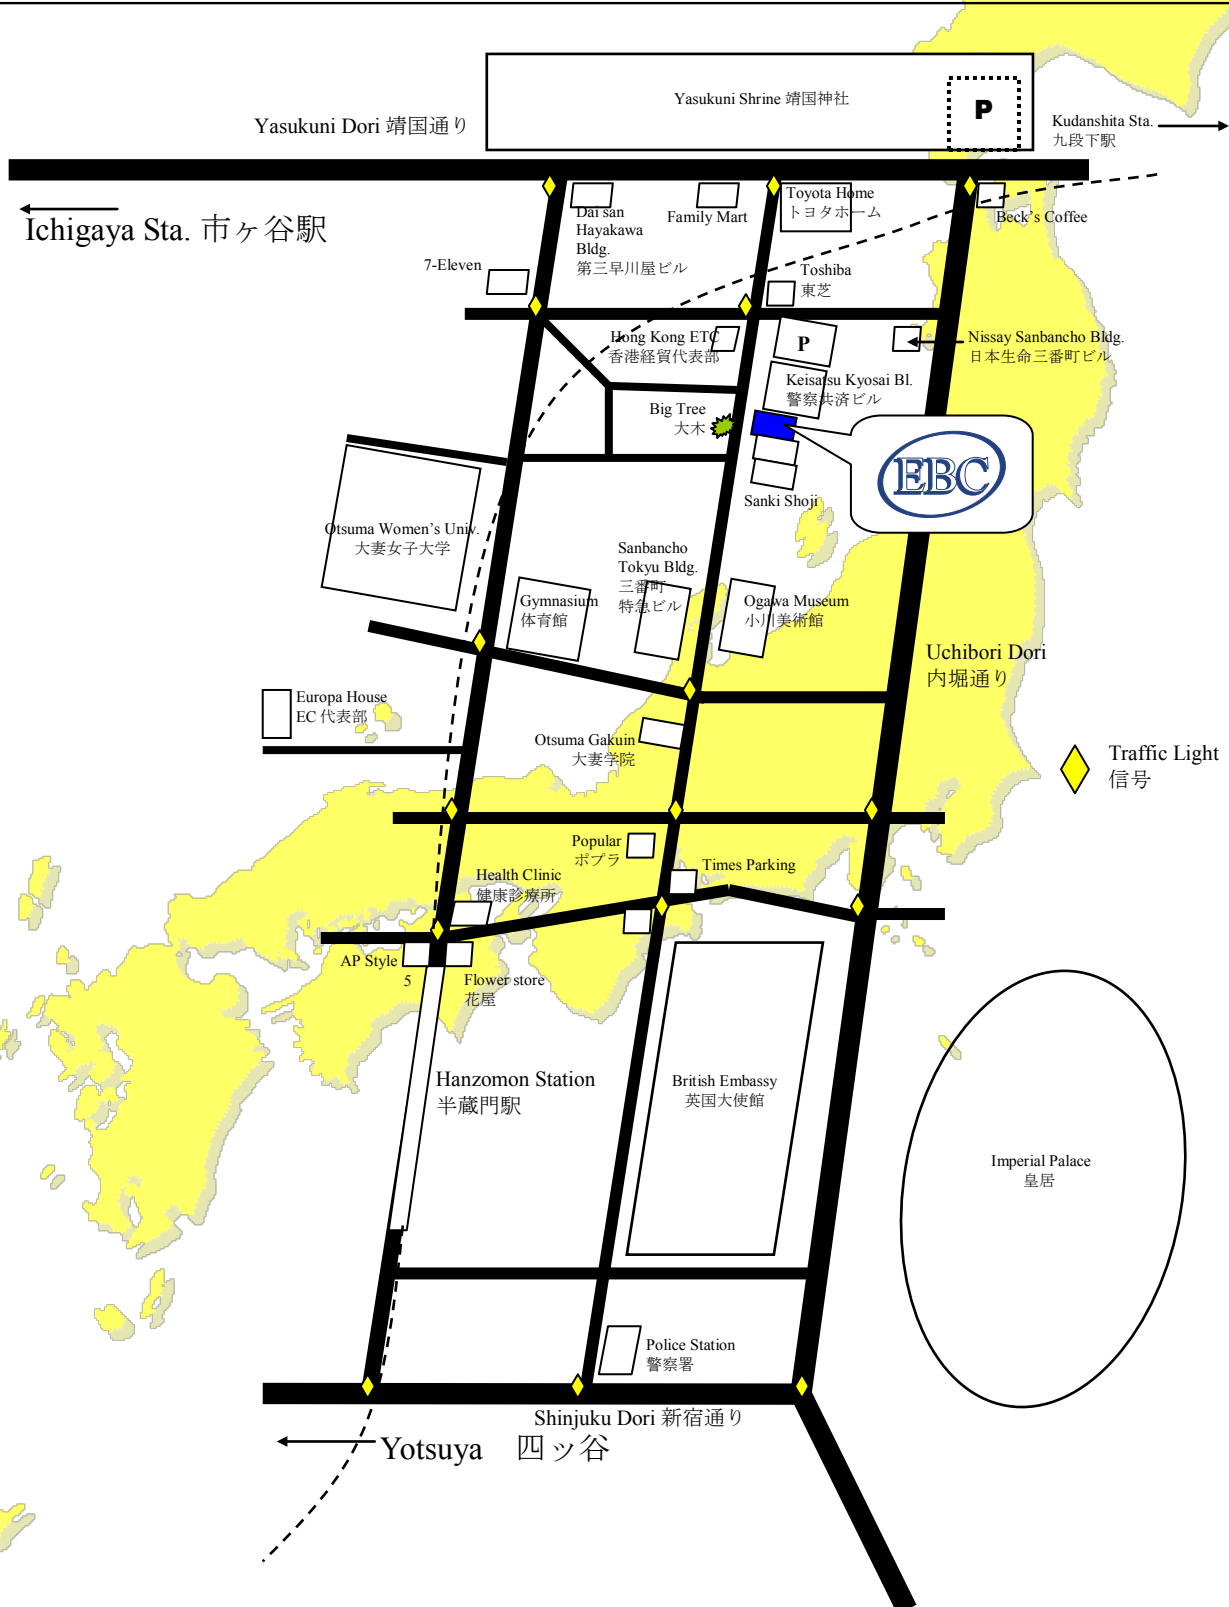 Yasukuni Shrine 靖国神社
P
Yasukuni Dori 靖国通り
Kudanshita Sta.
九段下駅
Ichigaya Sta. 市ヶ谷駅
Dai san
Hayakawa
Bldg.
第三早川屋ビル
Family Mart
Toyota Home
トヨタホーム
Beck's Coffee
7-Eleven
Toshiba
東芝
Hong Kong ETC
香港経貿代表部
P
Nissay Sanbancho Bldg.
日本生命三番町ビル
Keisatsu Kyosai Bl.
警察共済ビル
Big Tree
大木
EBC
Sanki Shoji
Otsuma Women's Univ.
大妻女子大学
Sanbancho
Tokyu Bldg.
三番町
特急ビル
Gymnasium
体育館
Ogawa Museum
小川美術館
Uchibori Dori
内堀通り
Europa House
EC 代表部
Otsuma Gakuin
大妻学院
Traffic Light
信号
Popular
ポプラ
Times Parking
Health Clinic
健康診療所
AP Style
5
Flower store
花屋
Hanzomon Station
半蔵門駅
British Embassy
英国大使館
Imperial Palace
皇居
Police Station
警察署
Shinjuku Dori 新宿通り
Yotsuya 四ッ谷